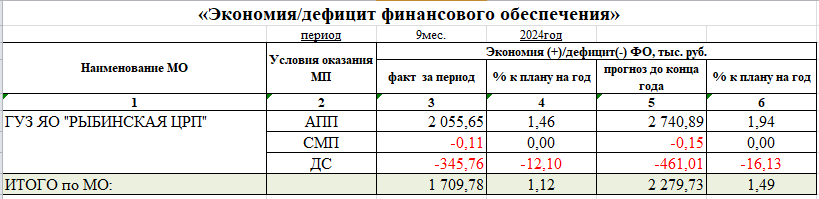 «Экономия/дефицит финансового обеспечения»
период 9мес. 2024год
Наименование МО Условия оказания МП Экономия (+)/дефицит(-) ФО, тыс. руб.
факт за период % к плану на год прогноз до конца года % к плану на год
1 2 3 4 5 6
ГУЗ ЯО "РЫБИНСКАЯ ЦРП" АПП 2 055,65 1,46 2 740,89 1,94
СМП -0,11 0,00 -0,15 0,00
ДС -345,76 -12,10 -461,01 -16,13
ИТОГО по МО: 1 709,78 1,12 2 279,73 1,49